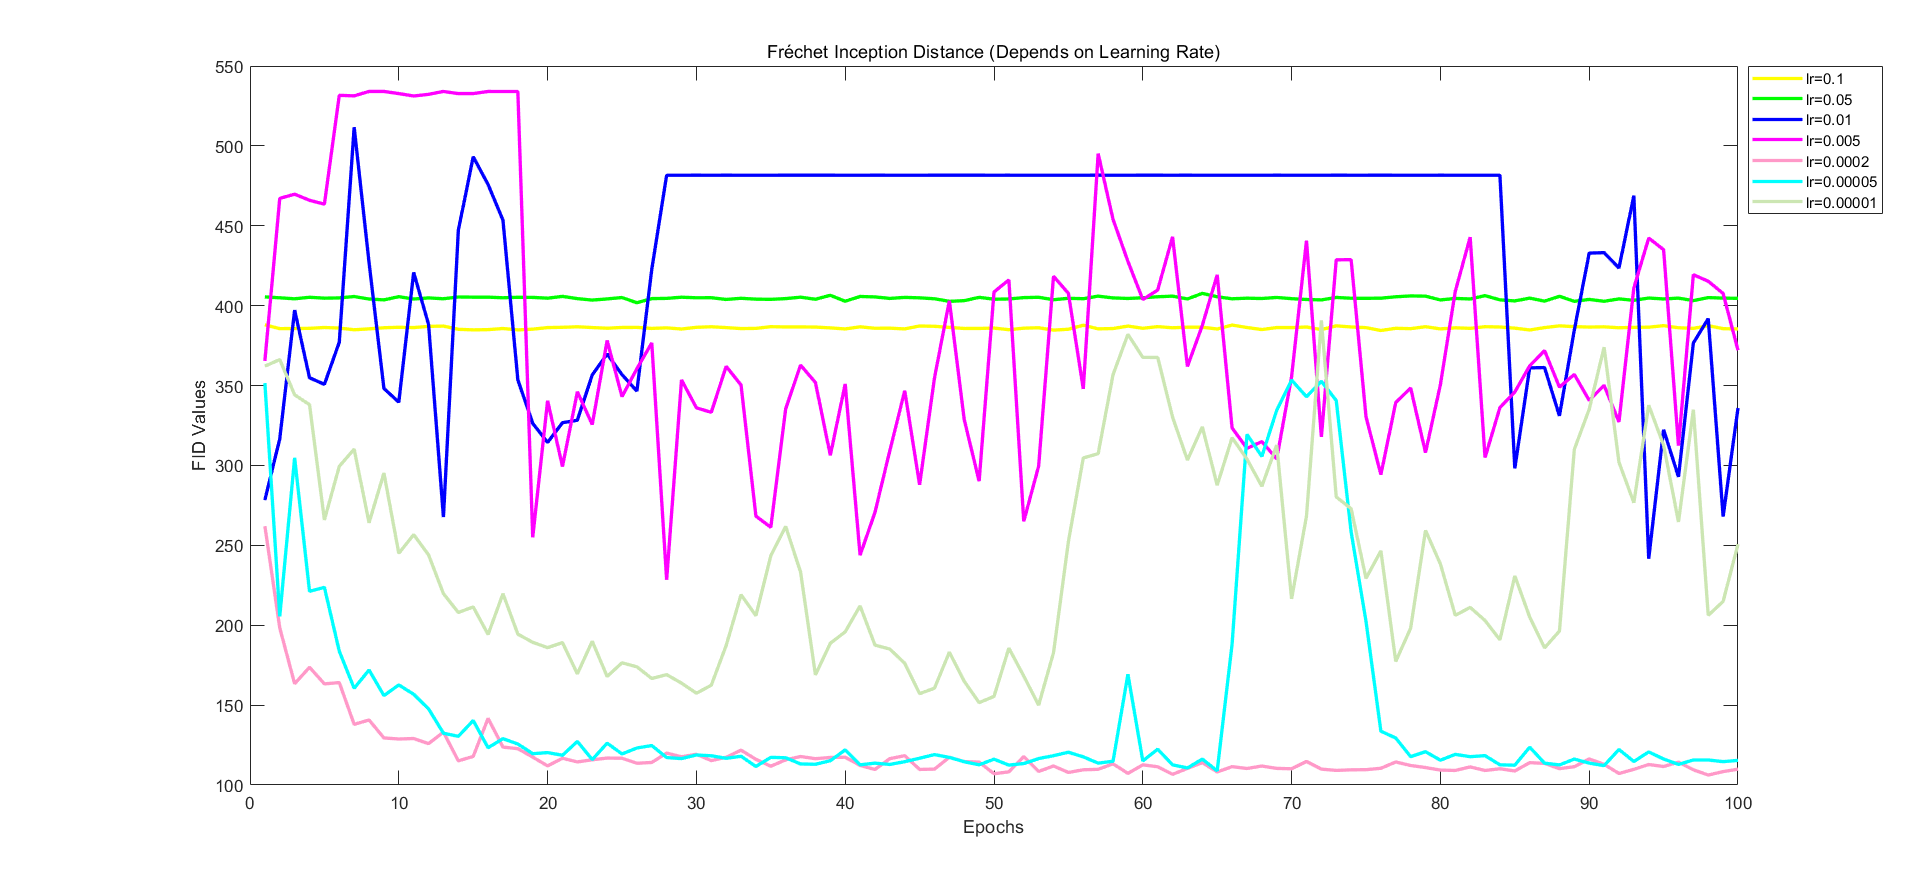 Fréchet Inception Distance (Depends on Learning Rate)
550
500
450
400
350
300
250
200
150
100
FID Values
0 10 20 30 40 50 60 70 80 90 100
Epochs
lr=0.1
lr=0.05
lr=0.01
lr=0.005
lr=0.0002
lr=0.00005
lr=0.00001